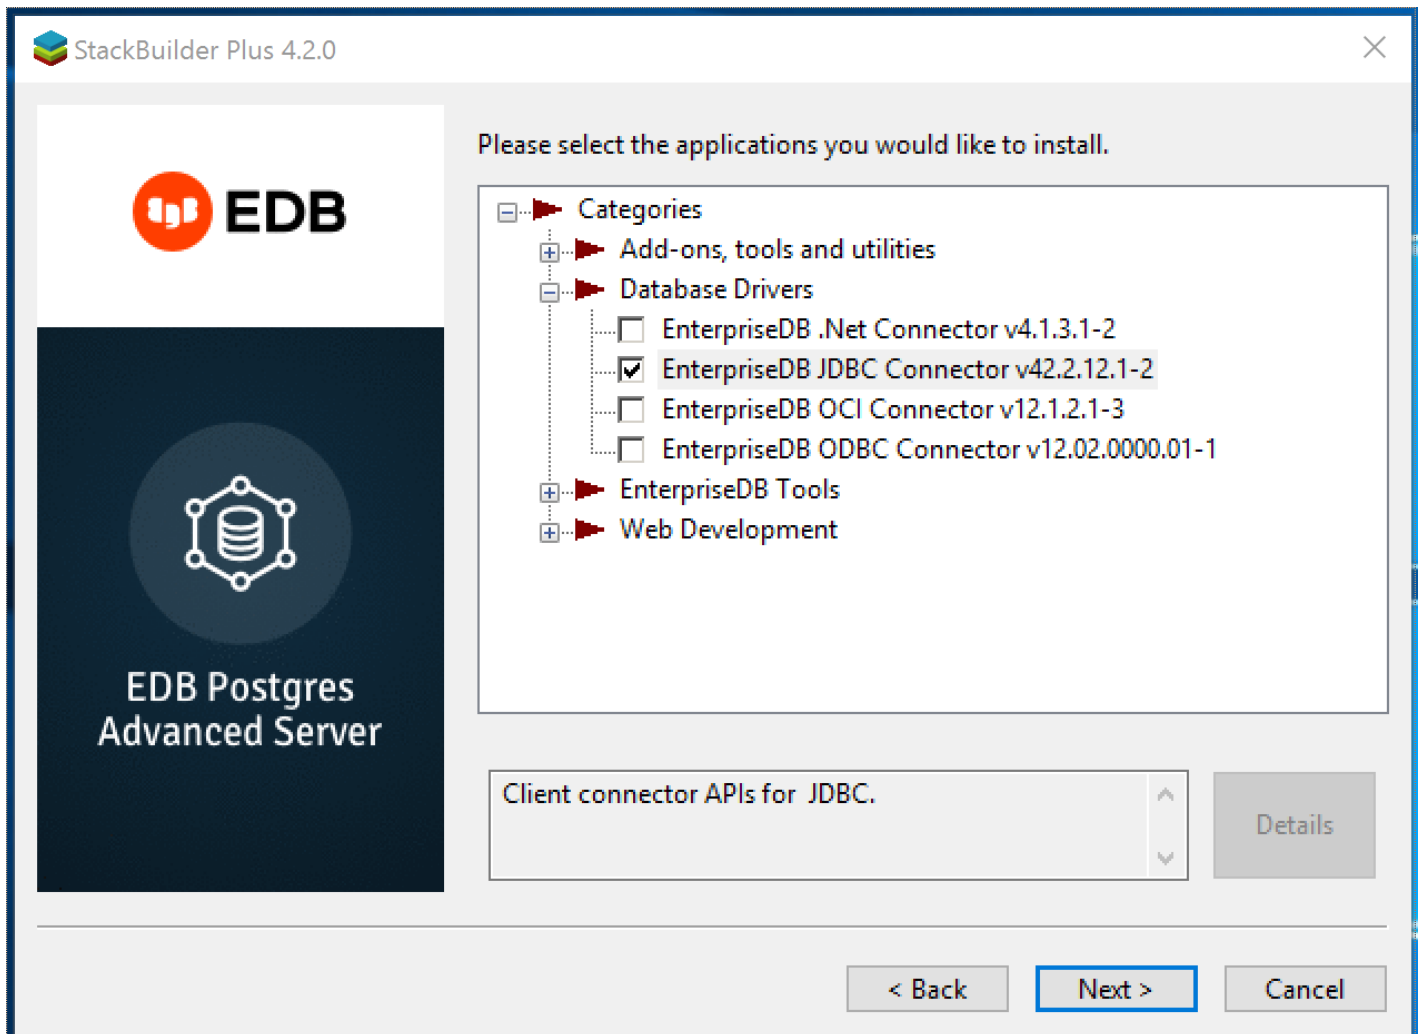 StackBuilder Plus 4.2.0
EDB
EDB Postgres
Advanced Server
Please select the applications you would like to install.
Categories
Add-ons, tools and utilities
Database Drivers
EnterpriseDB .Net Connector v4.1.3.1-2
EnterpriseDB JDBC Connector v42.2.12.1-2
EnterpriseDB OCI Connector v12.1.2.1-3
EnterpriseDB ODBC Connector v12.02.0000.01-1
EnterpriseDB Tools
Web Development
Client connector APIs for  JDBC.
Details
< Back
Next >
Cancel